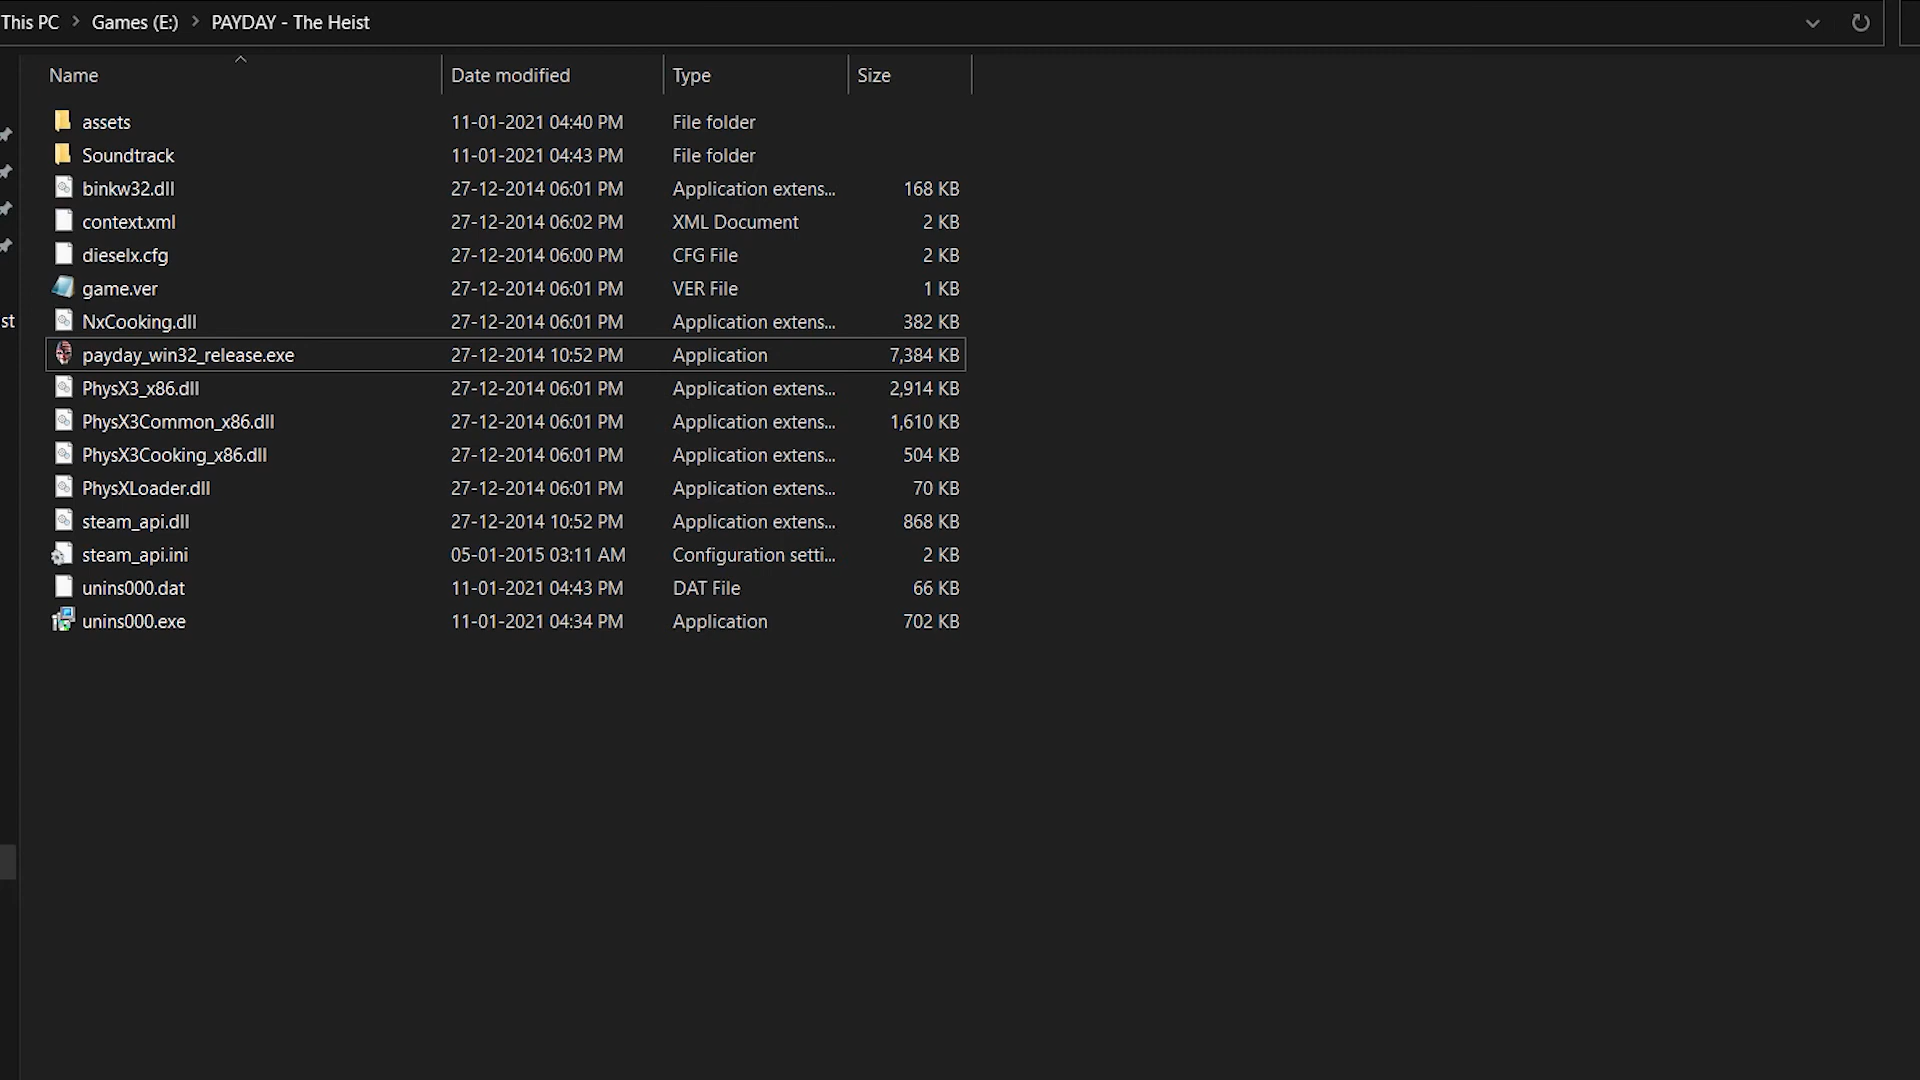 This PC > Games (E:) > PAYDAY - The Heist
Name Date modified Type Size
assets 11-01-2021 04:40 PM File folder
Soundtrack 11-01-2021 04:43 PM File folder
binkw32.dll 27-12-2014 06:01 PM Application extens... 168 KB
context.xml 27-12-2014 06:02 PM XML Document 2 KB
dieselx.cfg 27-12-2014 06:00 PM CFG File 2 KB
game.ver 27-12-2014 06:01 PM VER File 1 KB
st NxCooking.dll 27-12-2014 06:01 PM Application extens... 382 KB
payday_win32_release.exe 27-12-2014 10:52 PM Application 7,384 KB
PhysX3_x86.dll 27-12-2014 06:01 PM Application extens... 2,914 KB
PhysX3Common_x86.dll 27-12-2014 06:01 PM Application extens... 1,610 KB
PhysX3Cooking_x86.dll 27-12-2014 06:01 PM Application extens... 504 KB
PhysXLoader.dll 27-12-2014 06:01 PM Application extens... 70 KB
steam_api.dll 27-12-2014 10:52 PM Application extens... 868 KB
steam_api.ini 05-01-2015 03:11 AM Configuration setti... 2 KB
unins000.dat 11-01-2021 04:43 PM DAT File 66 KB
unins000.exe 11-01-2021 04:34 PM Application 702 KB